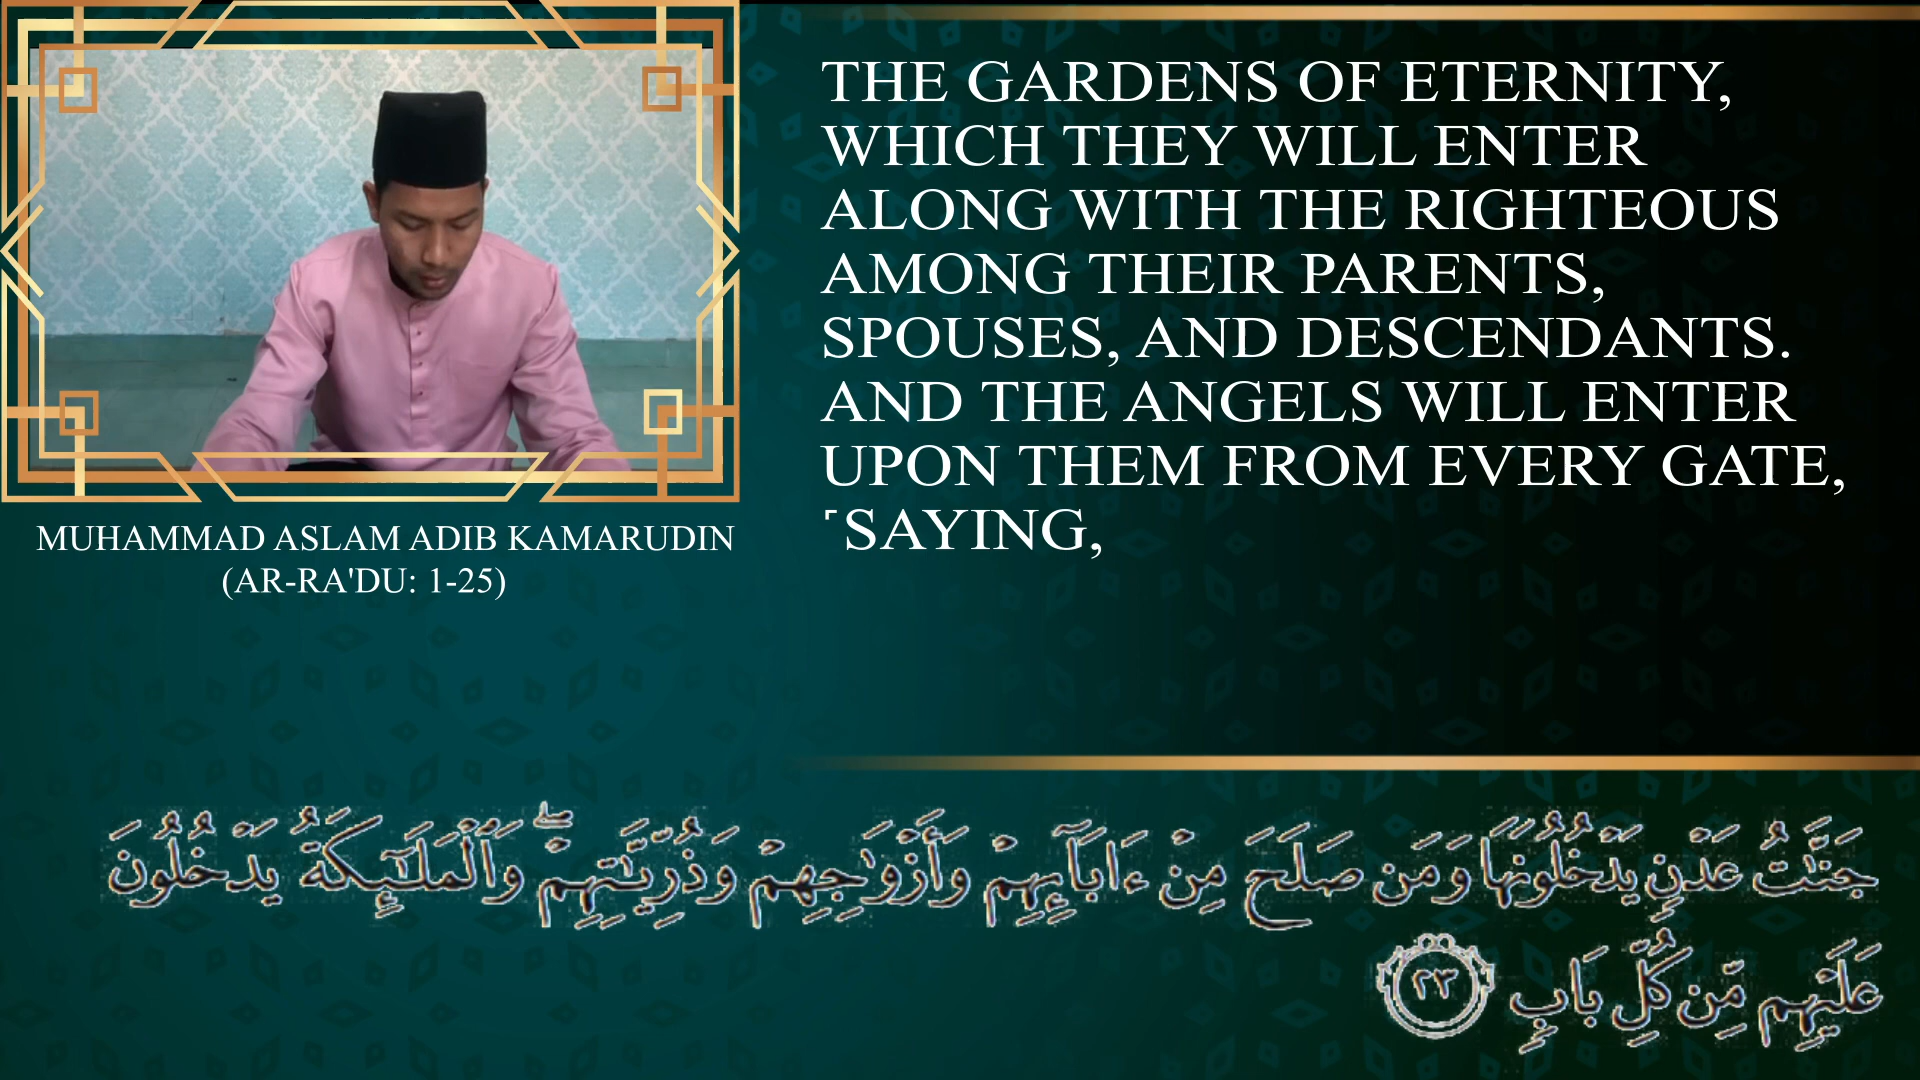 THE GARDENS OF ETERNITY,
WHICH THEY WILL ENTER
ALONG WITH THE RIGHTEOUS
AMONG THEIR PARENTS,
SPOUSES, AND DESCENDANTS.
AND THE ANGELS WILL ENTER
UPON THEM FROM EVERY GATE,
˹SAYING,
MUHAMMAD ASLAM ADIB KAMARUDIN
(AR-RA'DU: 1-25)
جَنَّـٰتُ عَدْنٍ يَدْخُلُونَهَا وَمَن صَلَحَ مِنْ ءَابَآئِهِمْ وَأَزْوَٰجِهِمْ وَذُرِّيَّـٰتِهِمْ ۖ وَٱلْمَلَـٰٓئِكَةُ يَدْخُلُونَ
عَلَيْهِم مِّن كُلِّ بَابٍ ٢٣